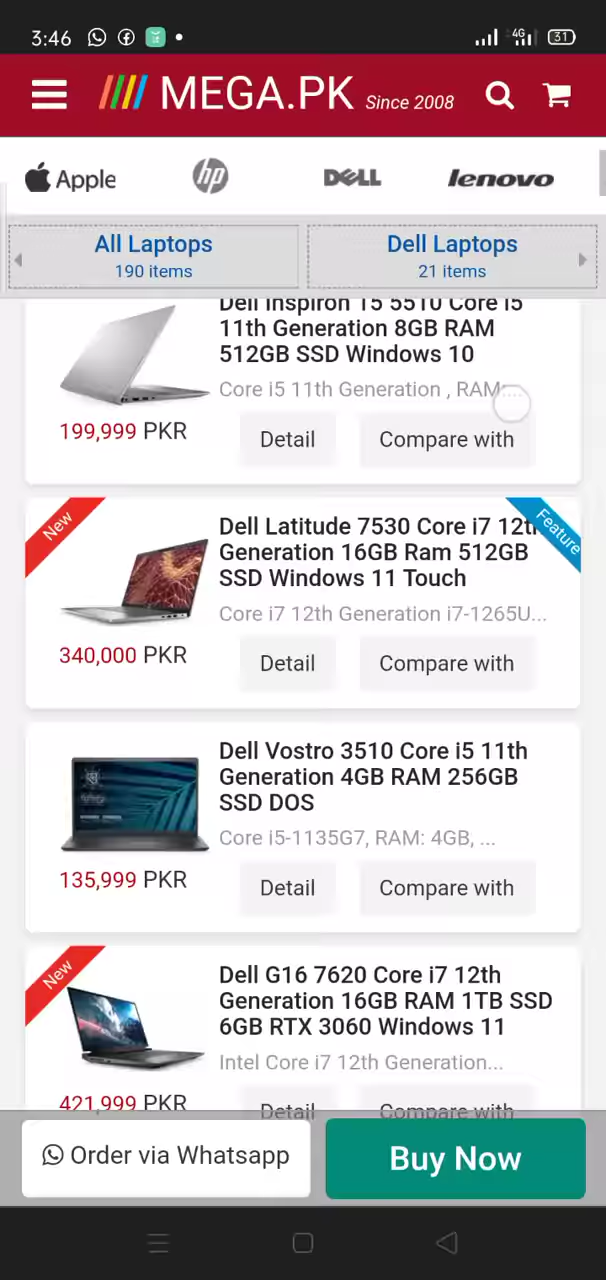 3:46
4G
31
MEGA.PK Since 2008
Apple
hp
DELL
lenovo
All Laptops
190 items
Dell Laptops
21 items
Dell Inspiron 15 5510 Core i5
11th Generation 8GB RAM
512GB SSD Windows 10
Core i5 11th Generation , RAM:...
199,999 PKR
Detail
Compare with
New
Feature
Dell Latitude 7530 Core i7 12th
Generation 16GB Ram 512GB
SSD Windows 11 Touch
Core i7 12th Generation i7-1265U...
340,000 PKR
Detail
Compare with
Dell Vostro 3510 Core i5 11th
Generation 4GB RAM 256GB
SSD DOS
Core i5-1135G7, RAM: 4GB, ...
135,999 PKR
Detail
Compare with
New
Dell G16 7620 Core i7 12th
Generation 16GB RAM 1TB SSD
6GB RTX 3060 Windows 11
Intel Core i7 12th Generation...
421,999 PKR
Detail
Compare with
Order via Whatsapp
Buy Now